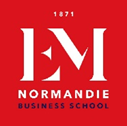 1871
EM
NORMANDIE
BUSINESS SCHOOL